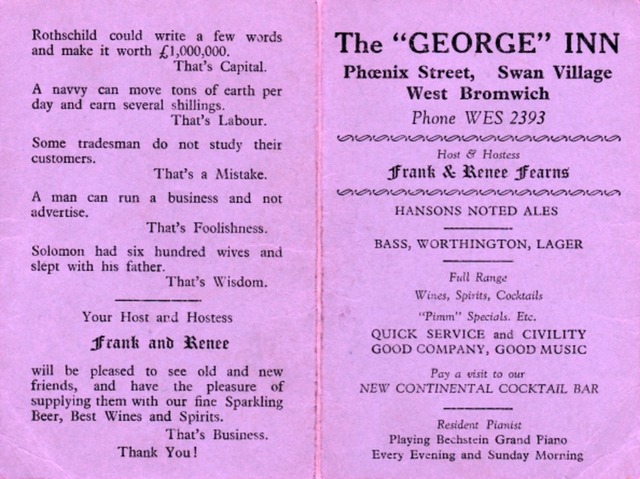 Rothschild could write a few words
and make it worth £1,000,000.
That's Capital.
A navvy can move tons of earth per
day and earn several shillings.
That's Labour.
Some tradesman do not study their
customers.
That's a Mistake.
A man can run a business and not
advertise.
That's Foolishness.
Solomon had six hundred wives and
slept with his father.
That's Wisdom.
Your Host and Hostess
Frank and Renee
will be pleased to see old and new
friends, and have the pleasure of
supplying them with our fine Sparkling
Beer, Best Wines and Spirits.
That's Business.
Thank You!
The "GEORGE" INN
Phœnix Street, Swan Village
West Bromwich
Phone WES 2393
Host & Hostess
Frank & Renee Fearns
HANSONS NOTED ALES
BASS, WORTHINGTON, LAGER
Full Range
Wines, Spirits, Cocktails
"Pimm" Specials. Etc.
QUICK SERVICE and CIVILITY
GOOD COMPANY, GOOD MUSIC
Pay a visit to our
NEW CONTINENTAL COCKTAIL BAR
Resident Pianist
Playing Bechstein Grand Piano
Every Evening and Sunday Morning